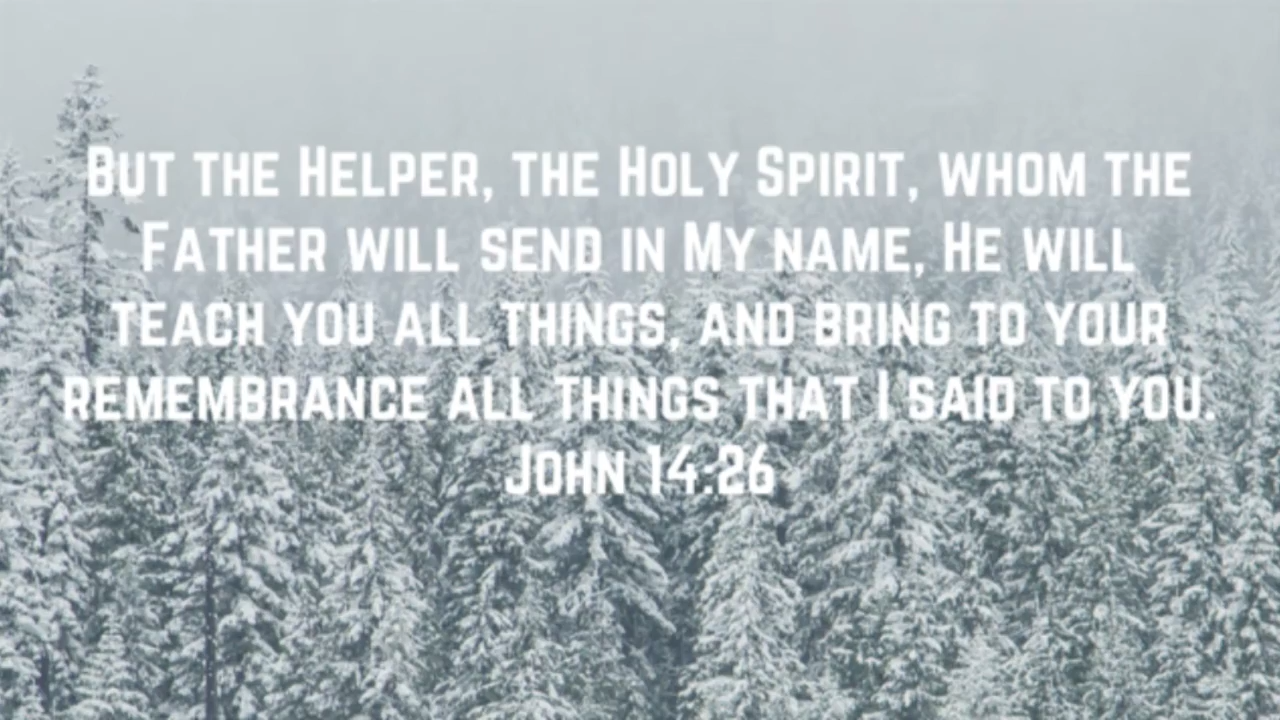 But the Helper, the Holy Spirit, whom the
Father will send in My name, He will
teach you all things, and bring to your
remembrance all things that I said to you.
John 14:26